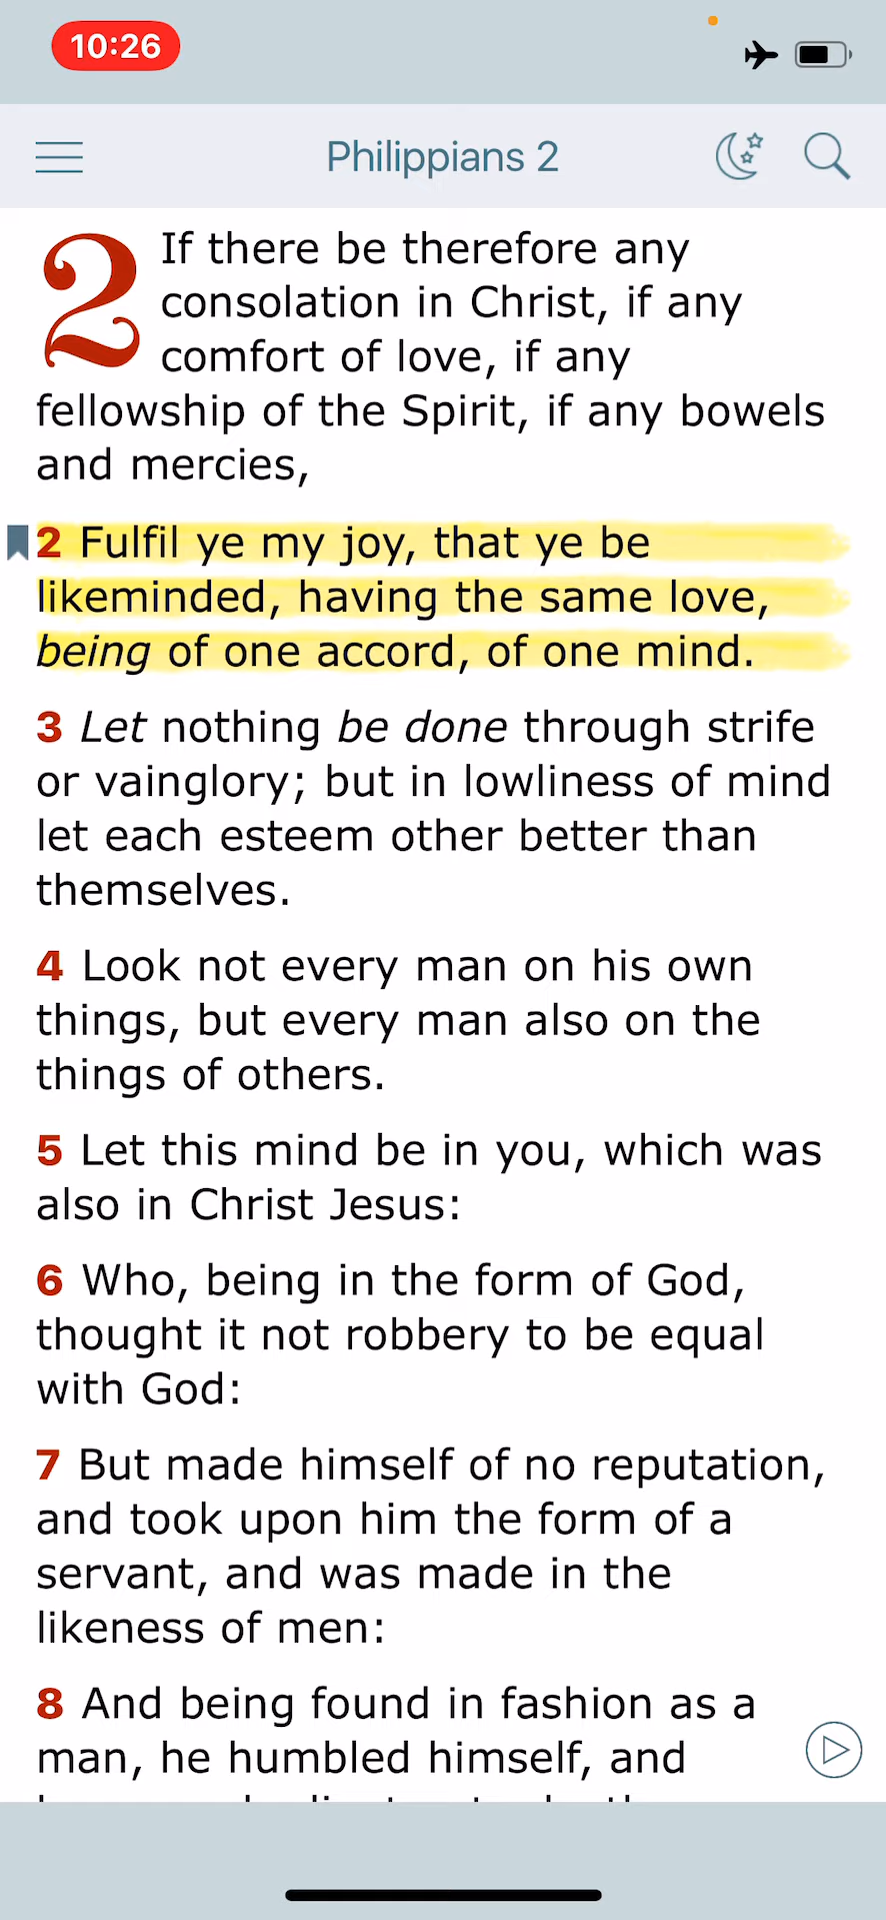 10:26
Philippians 2
2 If there be therefore any
consolation in Christ, if any
comfort of love, if any
fellowship of the Spirit, if any bowels
and mercies,
2 Fulfil ye my joy, that ye be
likeminded, having the same love,
being of one accord, of one mind.
3 Let nothing be done through strife
or vainglory; but in lowliness of mind
let each esteem other better than
themselves.
4 Look not every man on his own
things, but every man also on the
things of others.
5 Let this mind be in you, which was
also in Christ Jesus:
6 Who, being in the form of God,
thought it not robbery to be equal
with God:
7 But made himself of no reputation,
and took upon him the form of a
servant, and was made in the
likeness of men:
8 And being found in fashion as a
man, he humbled himself, and